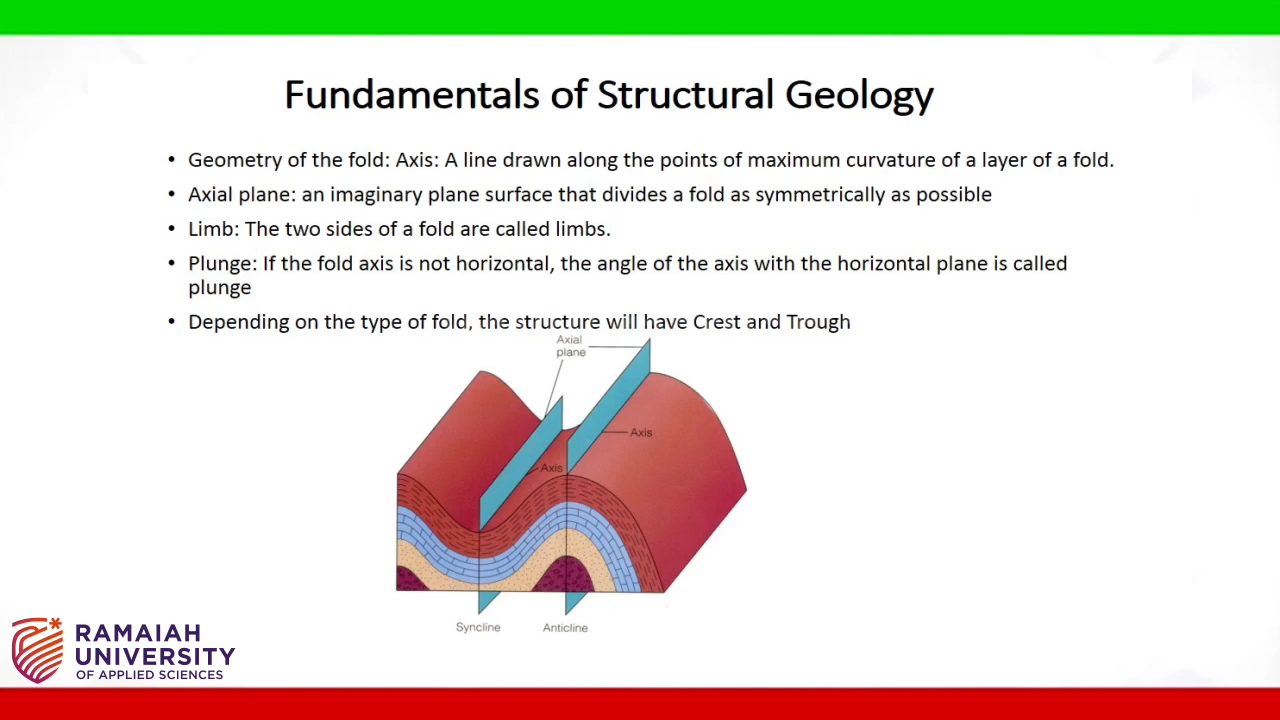 Fundamentals of Structural Geology
• Geometry of the fold: Axis: A line drawn along the points of maximum curvature of a layer of a fold.
• Axial plane: an imaginary plane surface that divides a fold as symmetrically as possible
• Limb: The two sides of a fold are called limbs.
• Plunge: If the fold axis is not horizontal, the angle of the axis with the horizontal plane is called
plunge
• Depending on the type of fold, the structure will have Crest and Trough
Axial
plane
Axis
Axis
Syncline
Anticline
RAMAIAH
UNIVERSITY
OF APPLIED SCIENCES